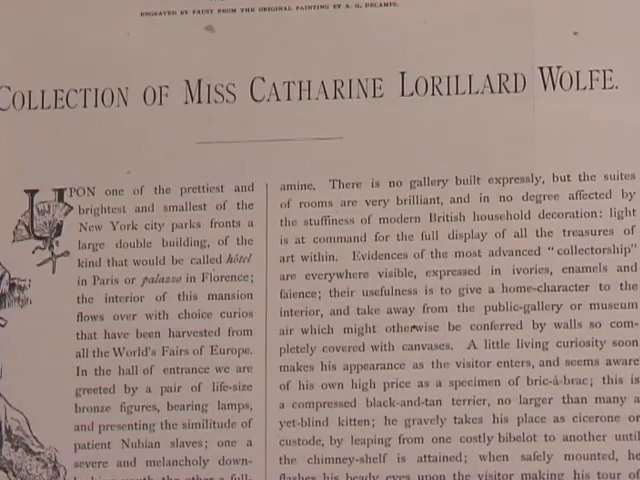 ENGRAVED BY FAUST FROM THE ORIGINAL PAINTING BY A. G. DECAMPS.
COLLECTION OF MISS CATHARINE LORILLARD WOLFE.
UPON one of the prettiest and
brightest and smallest of the
New York city parks fronts a
large double building, of the
kind that would be called hôtel
in Paris or palazzo in Florence;
the interior of this mansion
flows over with choice curios
that have been harvested from
all the World's Fairs of Europe.
In the hall of entrance we are
greeted by a pair of life-size
bronze figures, bearing lamps,
and presenting the similitude of
patient Nubian slaves; one a
severe and melancholy down-
amine. There is no gallery built expressly, but the suites
of rooms are very brilliant, and in no degree affected by
the stuffiness of modern British household decoration: light
is at command for the full display of all the treasures of
art within. Evidences of the most advanced "collectorship"
are everywhere visible, expressed in ivories, enamels and
faience; their usefulness is to give a home-character to the
interior, and take away from the public-gallery or museum
air which might otherwise be conferred by walls so com-
pletely covered with canvases. A little living curiosity soon
makes his appearance as the visitor enters, and seems aware
of his own high price as a specimen of bric-à-brac; this is
a compressed black-and-tan terrier, no larger than many a
yet-blind kitten; he gravely takes his place as cicerone or
custode, by leaping from one costly bibelot to another until
the chimney-shelf is attained; when safely mounted, he
flashes his beady eyes upon the visitor making his tour of